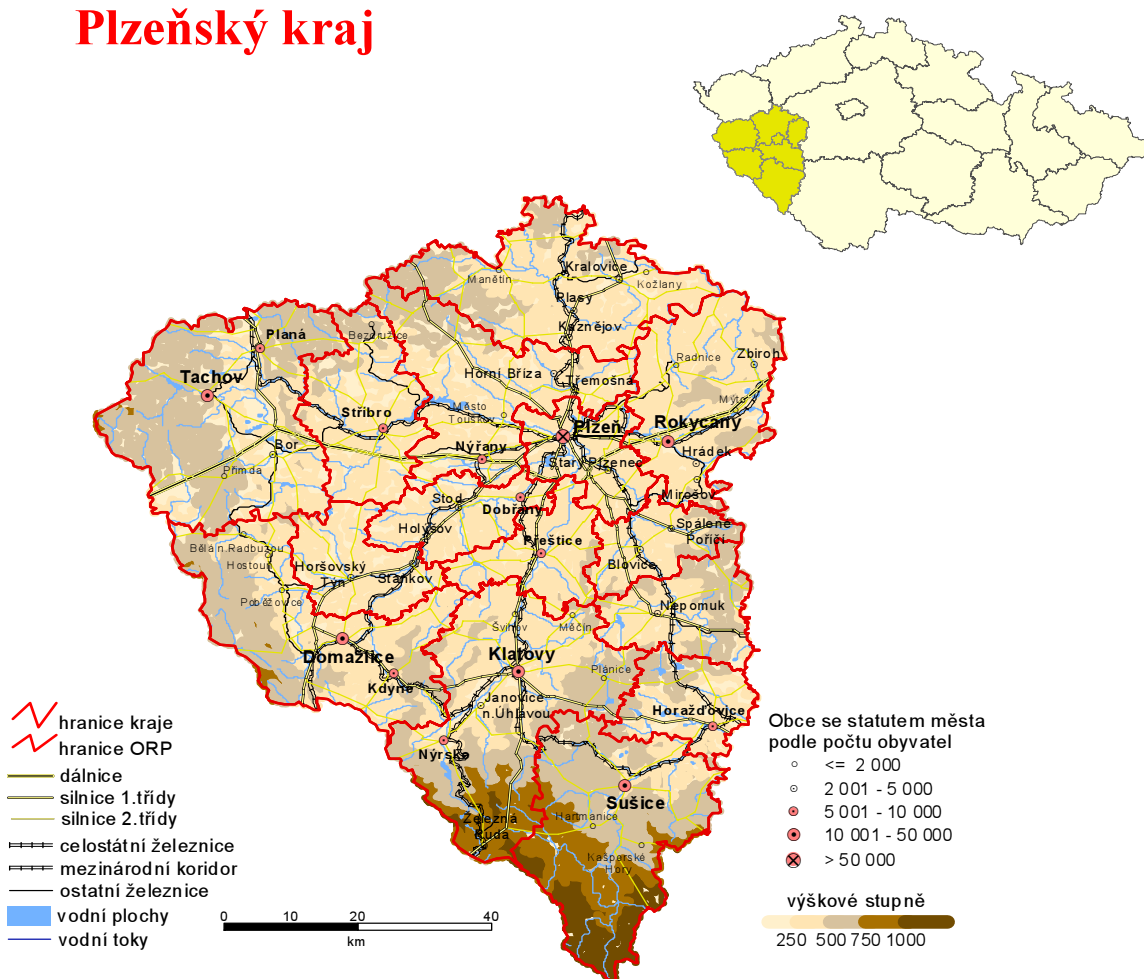 Plzeňský kraj
Kralovice
Manětín
Kožlany
Plasy
Kaznějov
Planá
Bezdružice
Radnice
Zbiroh
Horní Bříza
Třemošná
Tachov
Mýto
Město
Touškov
Stříbro
Plzeň
Rokycany
Bor
Nýřany
Starý Plzenec
Hrádek
Přimda
Mirošov
Stod
Dobřany
Holýšov
Spálené
Poříčí
Přeštice
Bělá n.Radbuzou
Hostouň
Horšovský
Týn
Staňkov
Blovice
Poběžovice
Nepomuk
Švihov
Měčín
Domažlice
Klatovy
Kdyně
Plánice
Janovice
n.Úhlavou
Horažďovice
Nýrsko
Sušice
Železná
Ruda
Hartmanice
Kašperské
Hory
hranice kraje
hranice ORP
dálnice
silnice 1.třídy
silnice 2.třídy
celostátní železnice
mezinárodní koridor
ostatní železnice
vodní plochy
vodní toky
0 10 20 40
km
Obce se statutem města
podle počtu obyvatel
<= 2 000
2 001 - 5 000
5 001 - 10 000
10 001 - 50 000
> 50 000
výškové stupně
250 500 750 1000